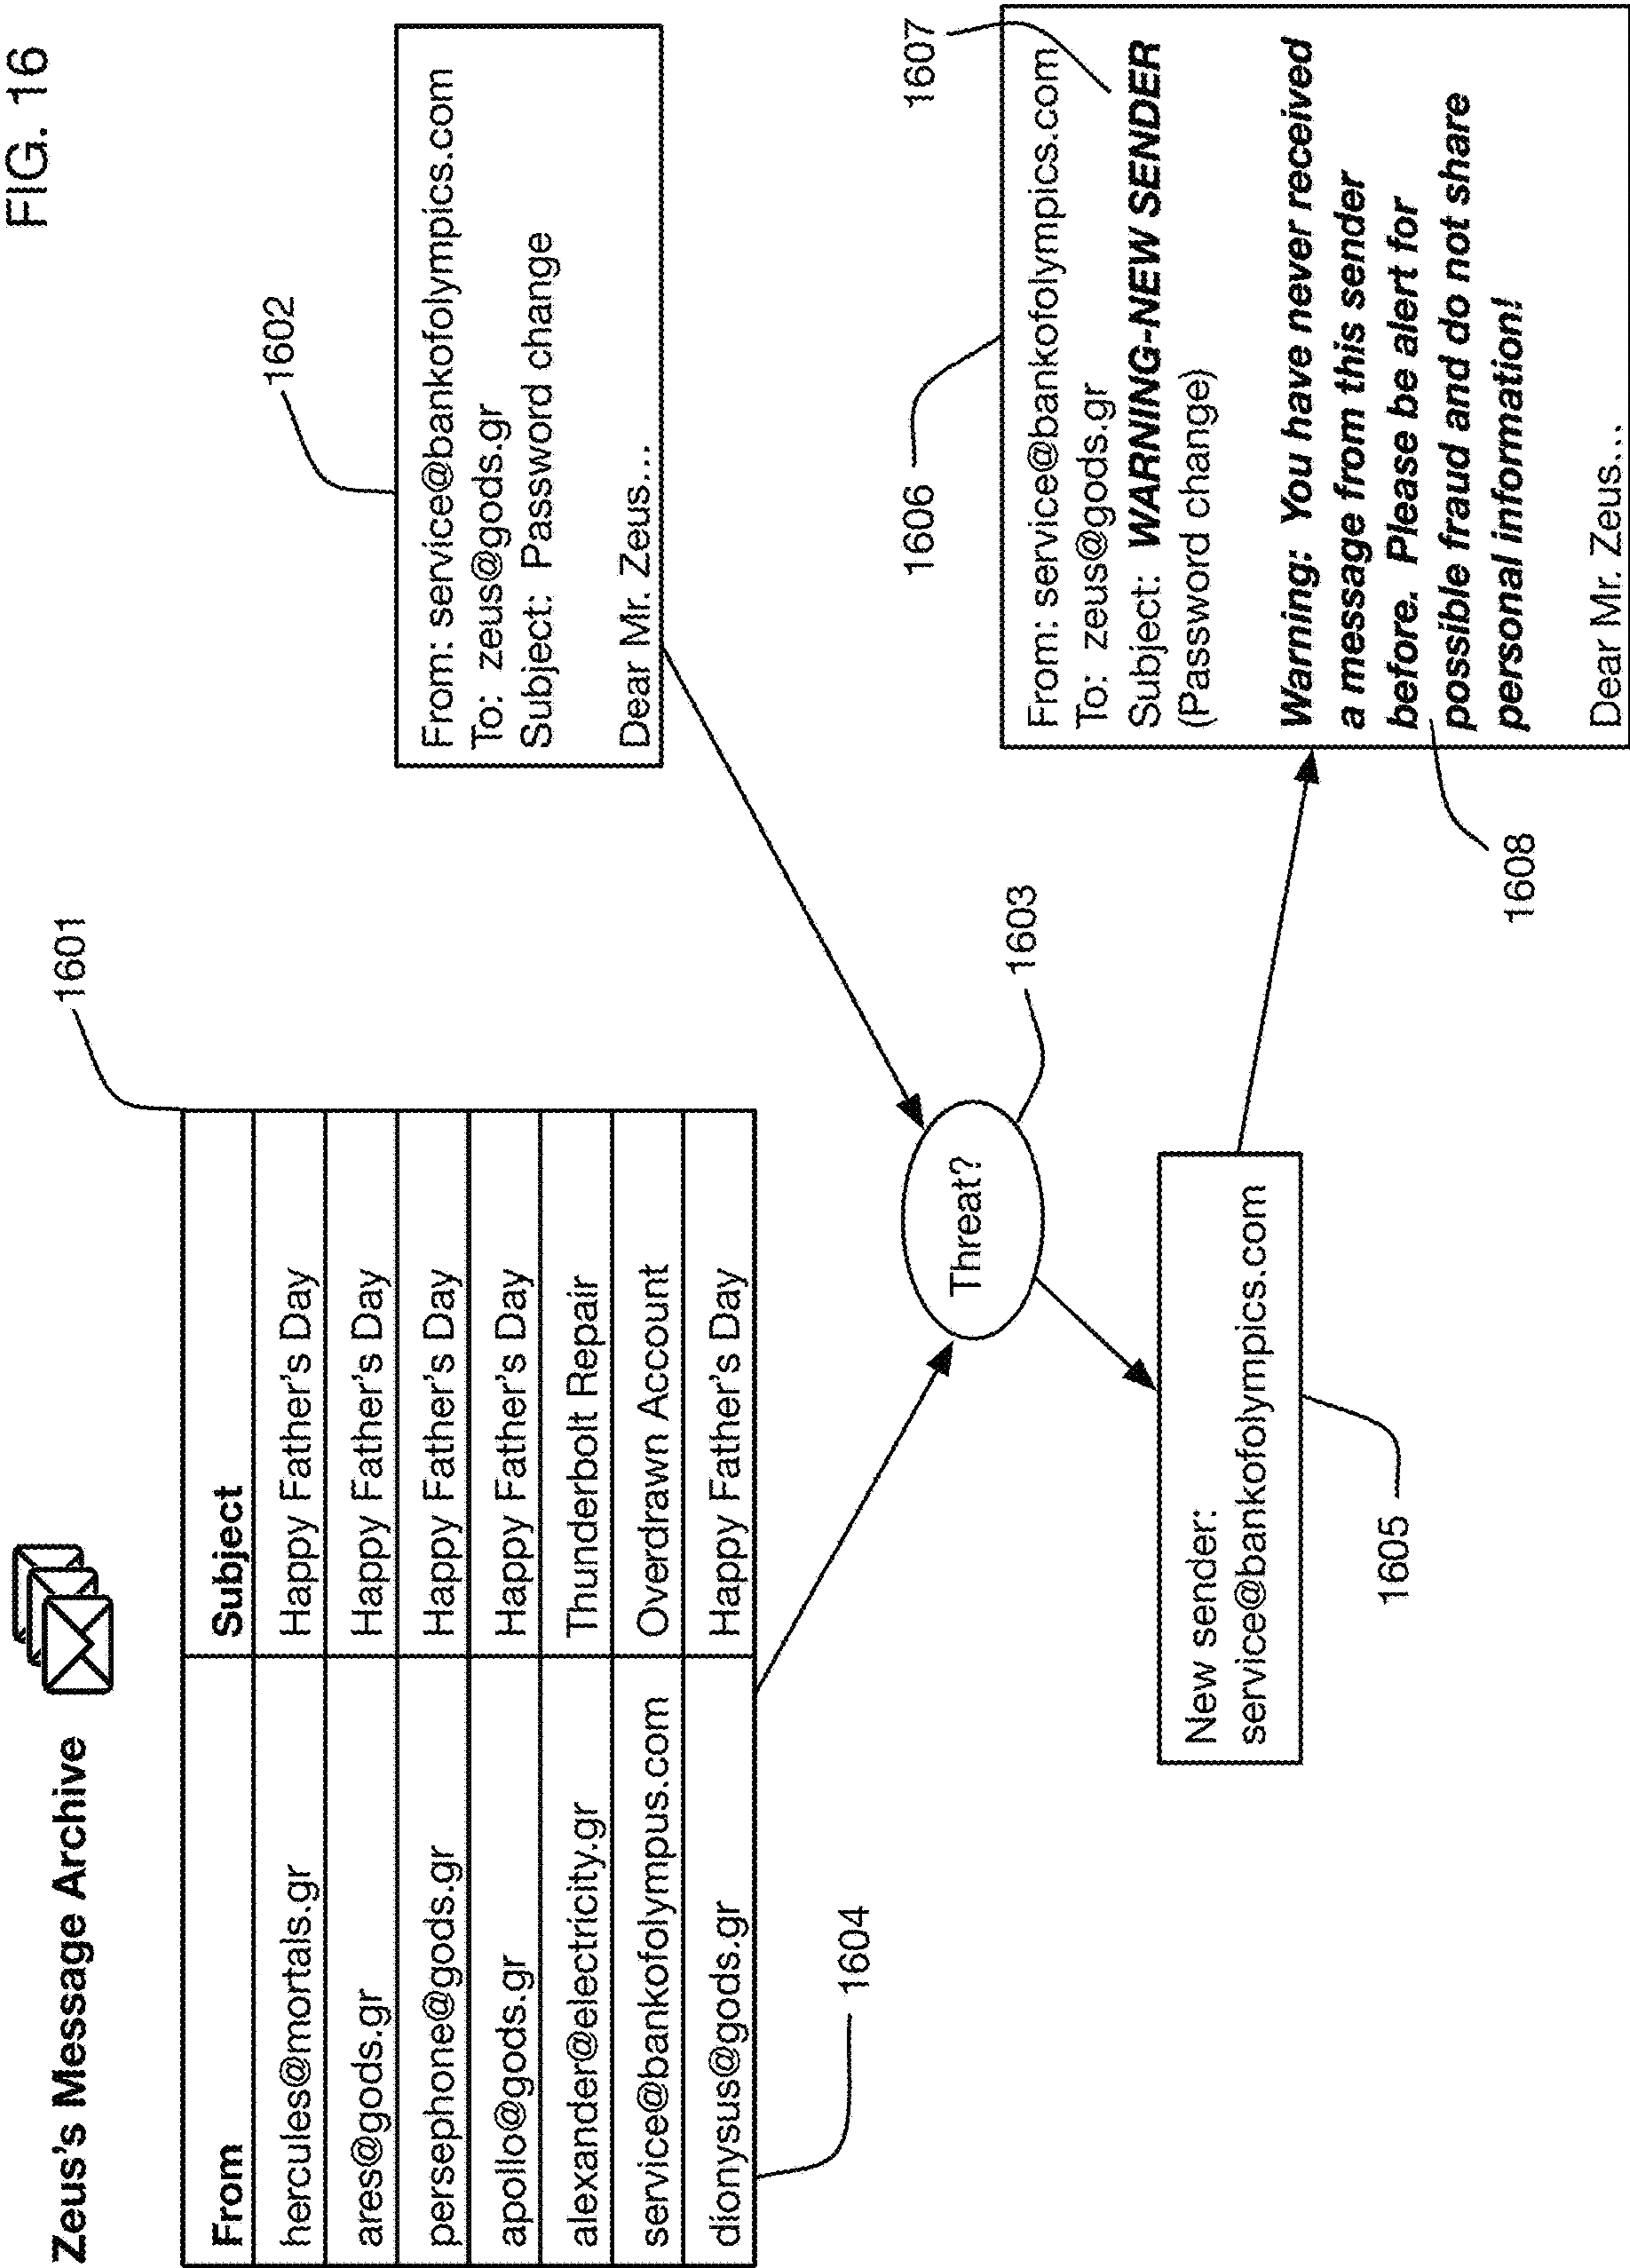 FIG. 16
Zeus's Message Archive
1601
From Subject
hercules@mortals.gr Happy Father's Day
ares@gods.gr Happy Father's Day
persephone@gods.gr Happy Father's Day
apollo@gods.gr Happy Father's Day
alexander@electricity.gr Thunderbolt Repair
service@bankofolympus.com Overdrawn Account
dionysus@gods.gr Happy Father's Day
1604
1602
From: service@bankofolympics.com
To: zeus@gods.gr
Subject: Password change
Dear Mr. Zeus...
Threat?
1603
New sender:
service@bankofolympics.com
1605
1606
1607
From: service@bankofolympics.com
To: zeus@gods.gr
Subject: WARNING-NEW SENDER
(Password change)
Warning: You have never received
a message from this sender
before. Please be alert for
possible fraud and do not share
personal information!
Dear Mr. Zeus...
1608